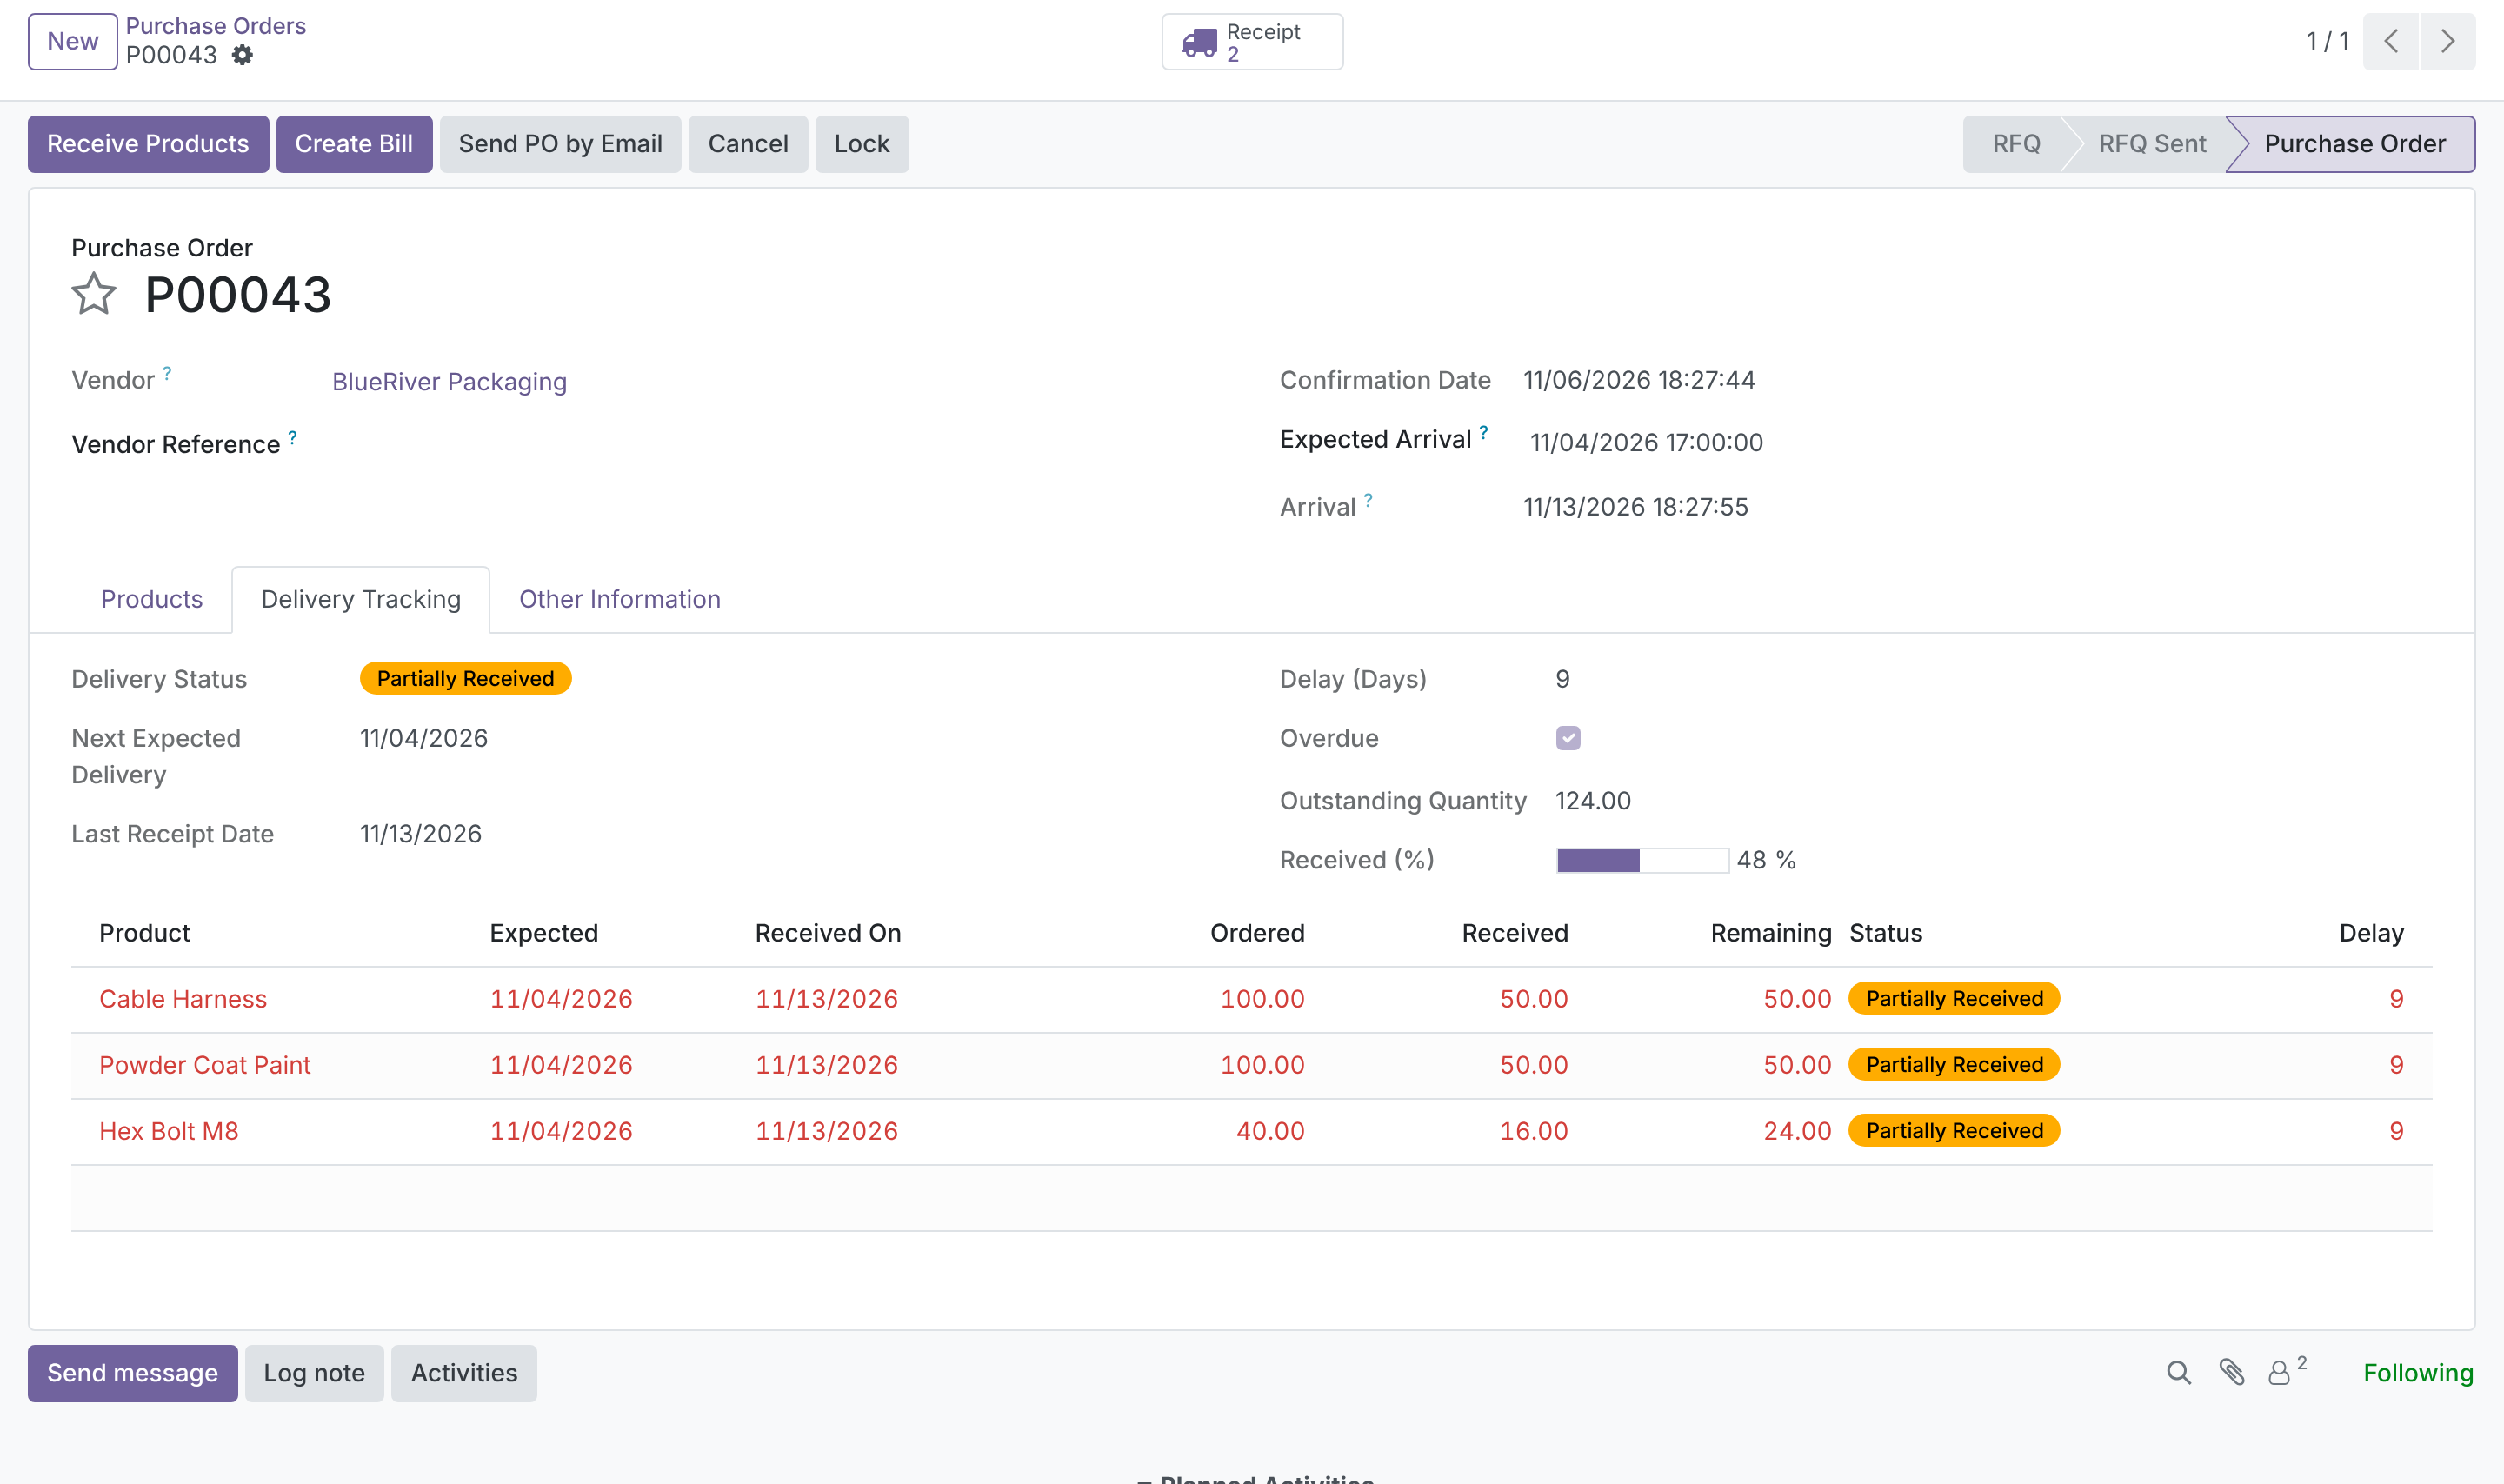 New
Purchase Orders
P00043
Receipt
2
1 / 1
Receive Products
Create Bill
Send PO by Email
Cancel
Lock
RFQ
RFQ Sent
Purchase Order
Purchase Order
P00043
Vendor ?
BlueRiver Packaging
Confirmation Date
11/06/2026 18:27:44
Vendor Reference ?
Expected Arrival ?
11/04/2026 17:00:00
Arrival ?
11/13/2026 18:27:55
Products
Delivery Tracking
Other Information
Delivery Status
Partially Received
Delay (Days)
9
Next Expected
Delivery
11/04/2026
Overdue
Outstanding Quantity
124.00
Last Receipt Date
11/13/2026
Received (%)
48 %
Product Expected Received On Ordered Received Remaining Status Delay
Cable Harness 11/04/2026 11/13/2026 100.00 50.00 50.00 Partially Received 9
Powder Coat Paint 11/04/2026 11/13/2026 100.00 50.00 50.00 Partially Received 9
Hex Bolt M8 11/04/2026 11/13/2026 40.00 16.00 24.00 Partially Received 9
Send message
Log note
Activities
2
Following
Planned Activities